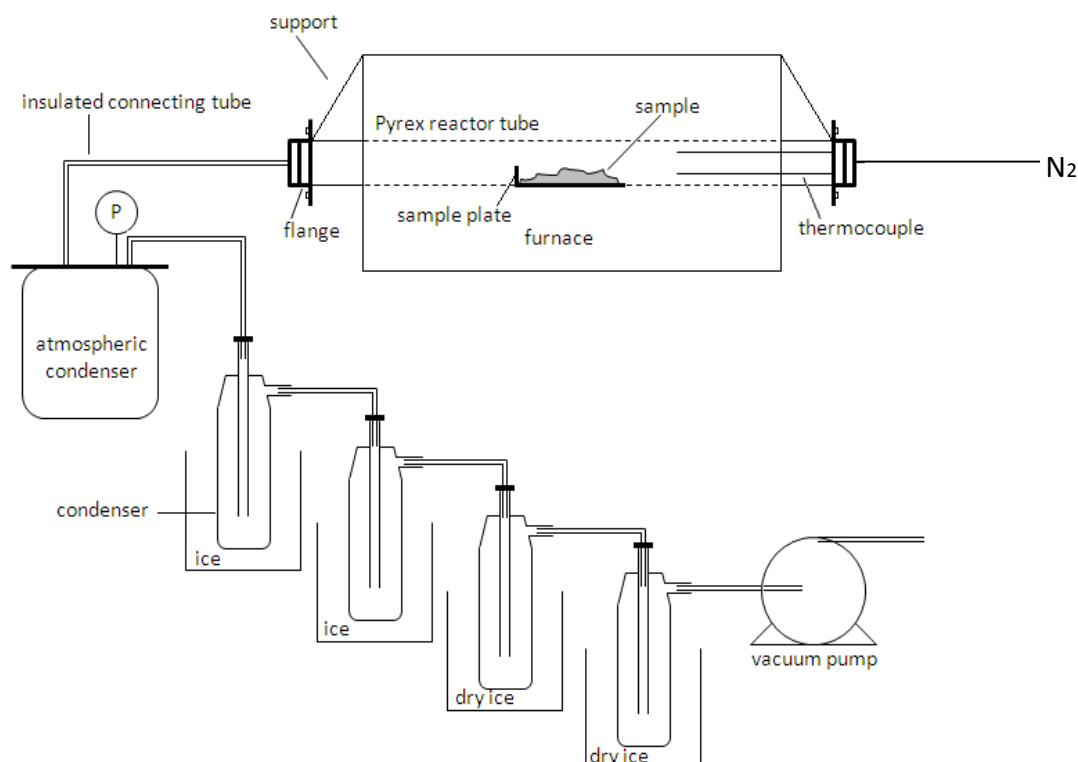 support
insulated connecting tube
sample
Pyrex reactor tube
N2
P
flange
sample plate
thermocouple
furnace
atmospheric
condenser
condenser
ice
ice
vacuum pump
dry ice
dry ice